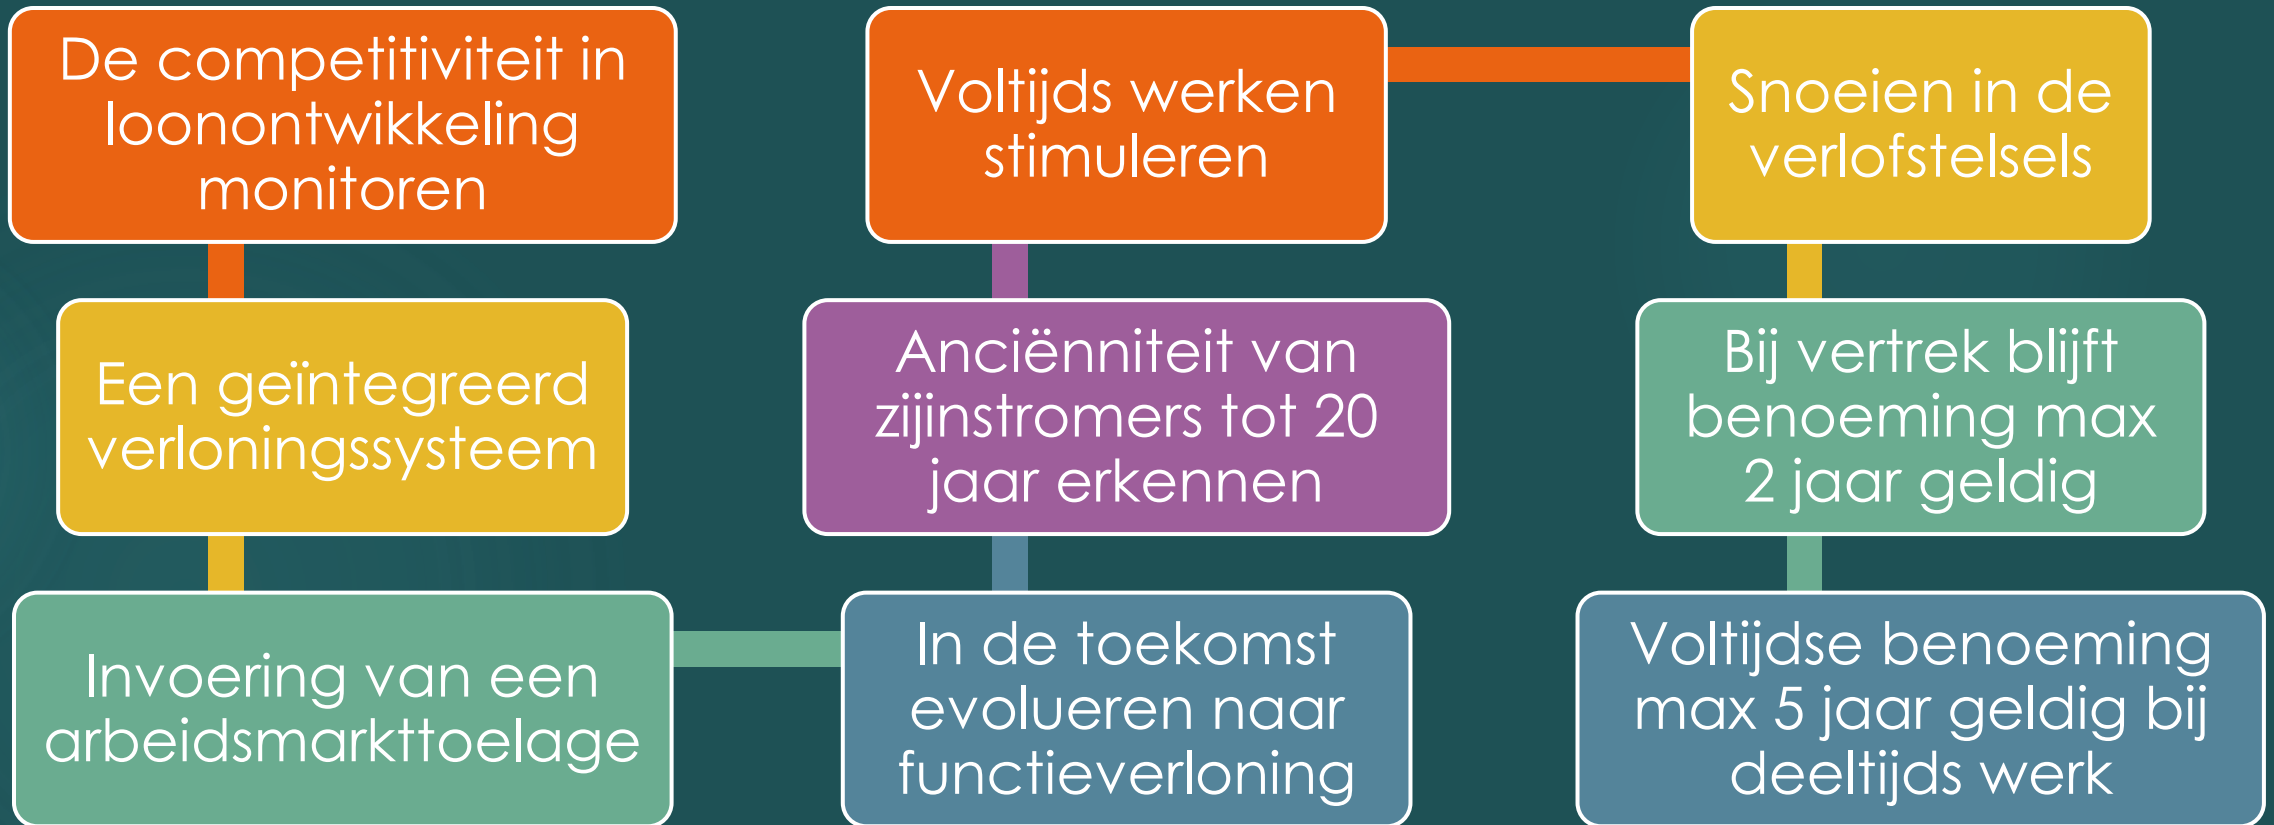 De competitiviteit in
loonontwikkeling
monitoren
Een geïntegreerd
verloningssysteem
Invoering van een
arbeidsmarkttoelage
In de toekomst
evolueren naar
functieverloning
Anciënniteit van
zijinstromers tot 20
jaar erkennen
Voltijds werken
stimuleren
Snoeien in de
verlofstelsels
Bij vertrek blijft
benoeming max
2 jaar geldig
Voltijdse benoeming
max 5 jaar geldig bij
deeltijds werk